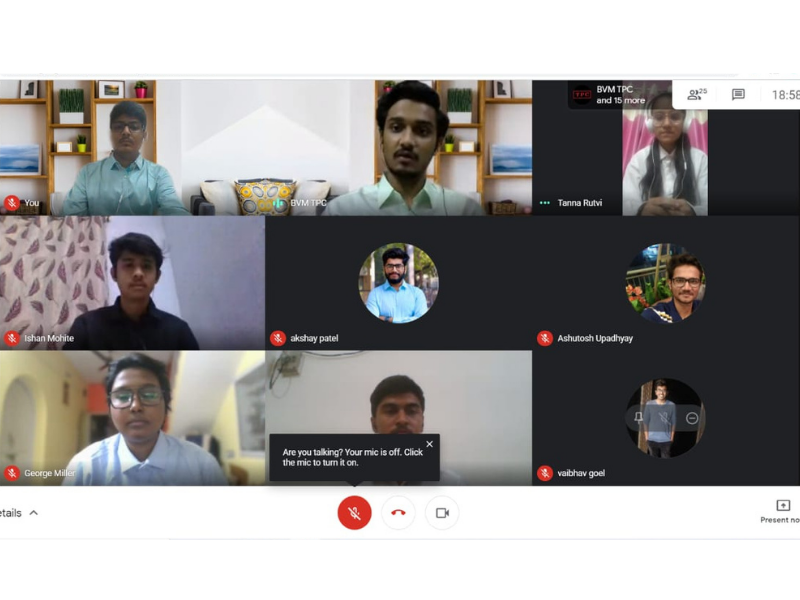 BVM TPC
and 15 more
25
18:58
You
BVM TPC
Tanna Rutvi
Ishan Mohite
akshay patel
Ashutosh Upadhyay
Are you talking? Your mic is off. Click
the mic to turn it on.
George Miller
vaibhav goel
etails
Present no